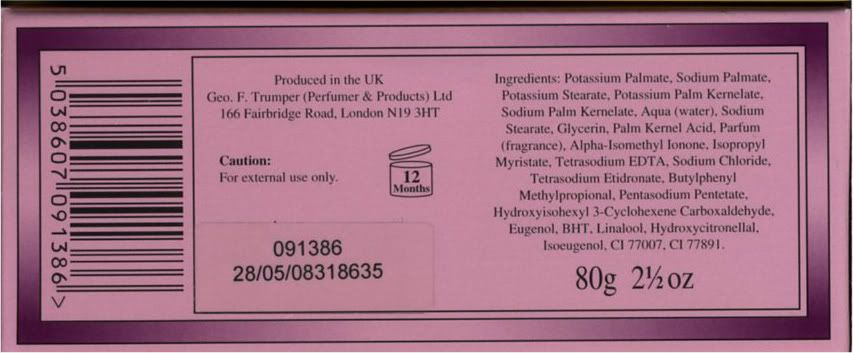 5 038607 091386 >
Produced in the UK
Geo. F. Trumper (Perfumer & Products) Ltd
166 Fairbridge Road, London N19 3HT
Caution:
For external use only.
12
Months
091386
28/05/08318635
Ingredients: Potassium Palmate, Sodium Palmate,
Potassium Stearate, Potassium Palm Kernelate,
Sodium Palm Kernelate, Aqua (water), Sodium
Stearate, Glycerin, Palm Kernel Acid, Parfum
(fragrance), Alpha-Isomethyl Ionone, Isopropyl
Myristate, Tetrasodium EDTA, Sodium Chloride,
Tetrasodium Etidronate, Butylphenyl
Methylpropional, Pentasodium Pentetate,
Hydroxyisohexyl 3-Cyclohexene Carboxaldehyde,
Eugenol, BHT, Linalool, Hydroxycitronellal,
Isoeugenol, CI 77007, CI 77891.
80g 2½oz